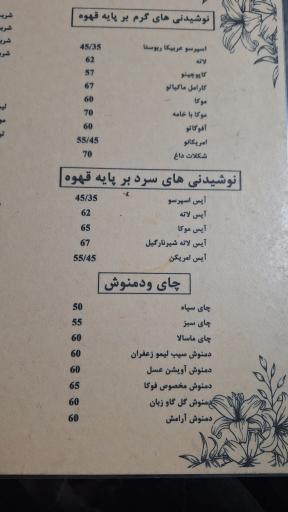 نوشیدنی های گرم بر پایه قهوه
اسپرسو عربیکا ربوستا 45/35
لاته 62
کاپوچینو 57
کارامل ماکیاتو 67
موکا 60
موکا با خامه 70
آفوگاتو 60
امریکانو 55/45
شکلات داغ 70
نوشیدنی های سرد بر پایه قهوه
آیس اسپرسو 45/35
آیس لاته 62
آیس موکا 65
آیس لاته شیرنارگیل 67
آیس امریکن 55/45
چای ودمنوش
چای سیاه 50
چای سبز 55
چای ماسالا 60
دمنوش سیب لیمو زعفران 60
دمنوش آویشن عسل 60
دمنوش مخصوص فوکا 65
دمنوش گل گاو زبان 60
دمنوش آرامش 60